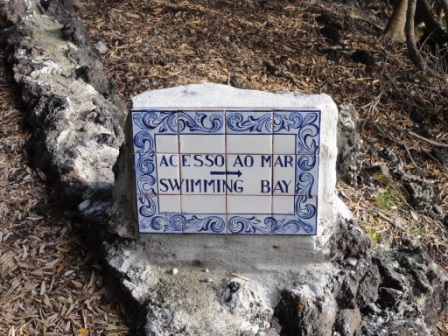 ACESSO AO MAR
→
SWIMMING BAY